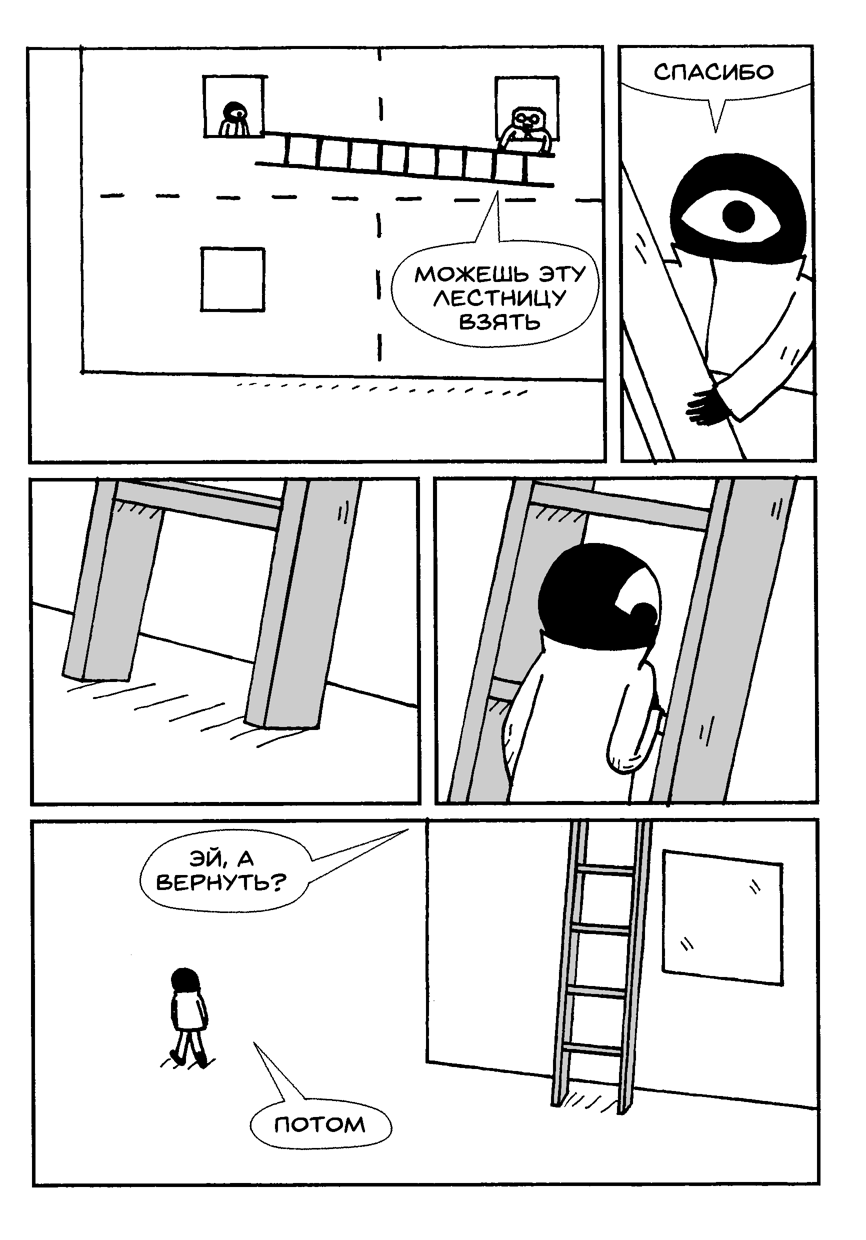 МОЖЕШЬ ЭТУ
ЛЕСТНИЦУ
ВЗЯТЬ
СПАСИБО
ЭЙ, А
ВЕРНУТЬ?
ПОТОМ